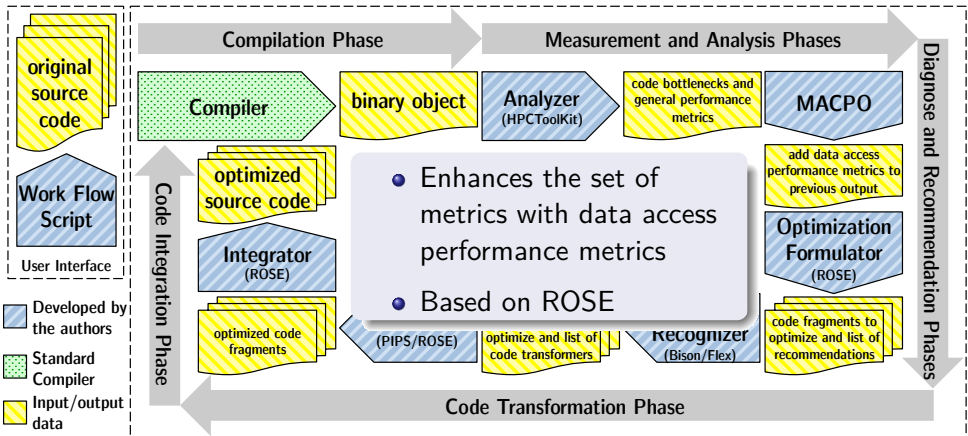 original
source
code
Work Flow
Script
User Interface
Developed by
the authors
Standard
Compiler
Input/output
data
Compilation Phase
Measurement and Analysis Phases
Diagnose and Recommendation Phases
Compiler
binary object
Analyzer
(HPCToolKit)
code bottlenecks and
general performance
metrics
MACPO
add data access
performance metrics to
previous output
Optimization
Formulator
(ROSE)
code fragments to
optimize and list of
recommendations
Recognizer
(Bison/Flex)
optimize and list of
code transformers
(PIPS/ROSE)
optimized code
fragments
Integrator
(ROSE)
optimized
source code
Code Integration Phase
Code Transformation Phase
• Enhances the set of
metrics with data access
performance metrics
• Based on ROSE